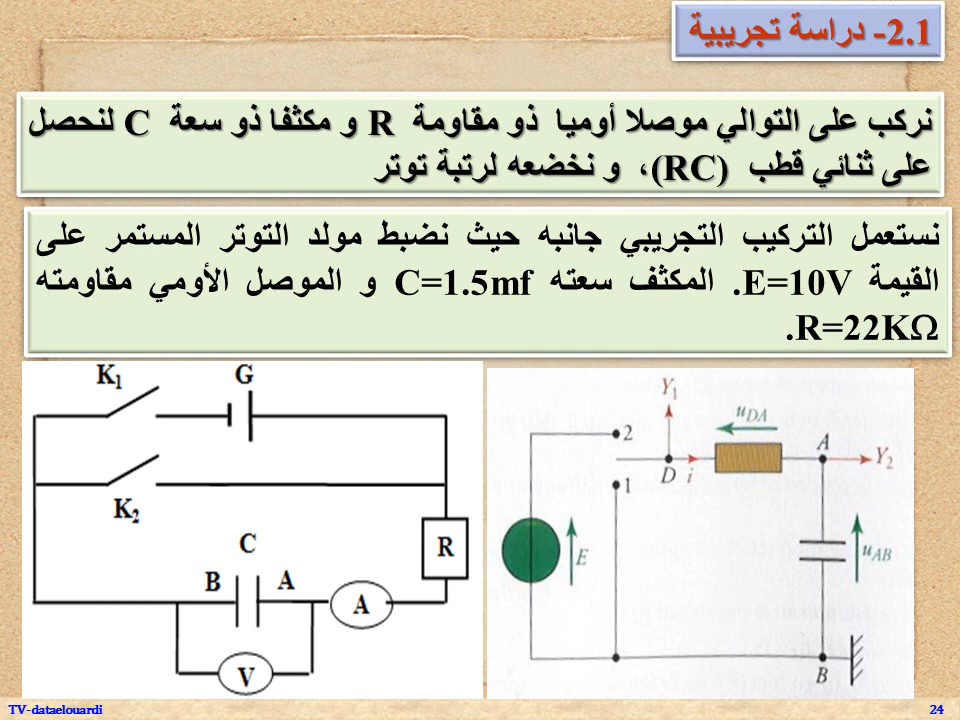 2.1- دراسة تجريبية
نركب على التوالي موصلا أوميا ذو مقاومة R و مكثفا ذو سعة C لنحصل
على ثنائي قطب (RC)، و نخضعه لرتبة توتر
نستعمل التركيب التجريبي جانبه حيث نضبط مولد التوتر المستمر على
القيمة E=10V. المكثف سعته C=1.5mf و الموصل الأومي مقاومته
R=22KΩ.
K₁ G
K₂
R
C
B A
A
V
Y₁
u_DA
2
A
D i
Y₂
1
E
u_AB
B
TV-dataelouardi
24